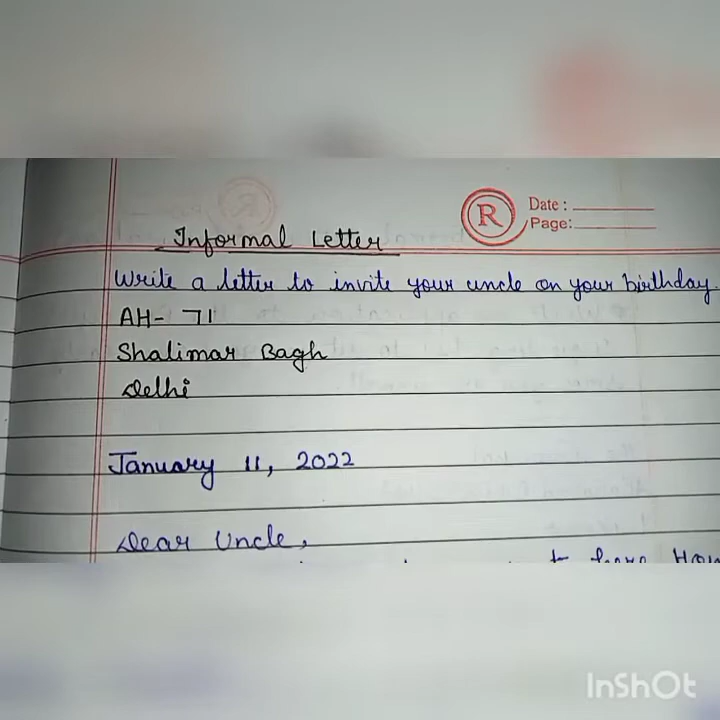 R
Date :
Page:
Informal Letter
Write a letter to invite your uncle on your birthday.
AH- 71
Shalimar Bagh
Delhi
January 11, 2022
Dear Uncle,
InShOt